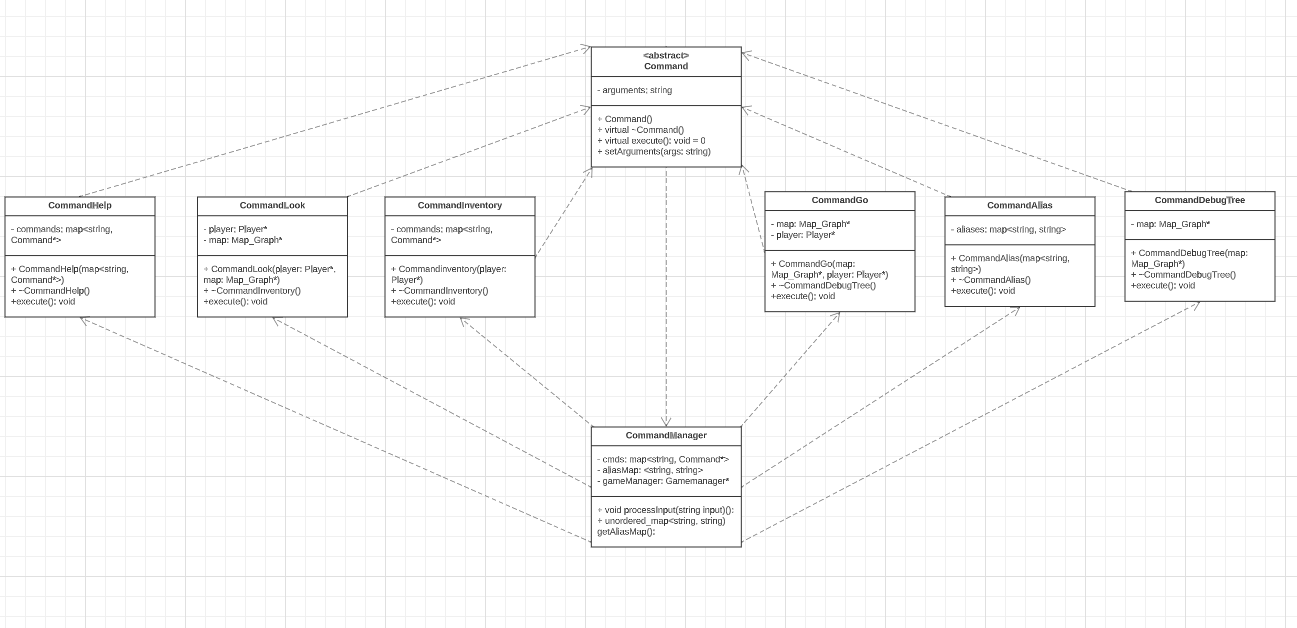 <abstract>
Command
- arguments; string
+ Command()
+ virtual ~Command()
+ virtual execute(): void = 0
+ setArguments(args: string)
CommandHelp
- commands; map<string,
Command*>
+ CommandHelp(map<string,
Command*>)
+ ~CommandHelp()
+execute(): void
CommandLook
- player; Player*
- map: Map_Graph*
+ CommandLook(player: Player*,
map: Map_Graph*)
+ ~CommandInventory()
+execute(): void
CommandInventory
- commands; map<string,
Command*>
+ Commandinventory(player:
Player*)
+ ~CommandInventory()
+execute(): void
CommandGo
- map: Map_Graph*
- player: Player*
+ CommandGo(map:
Map_Graph*, player: Player*)
+ ~CommandDebugTree()
+execute(); void
CommandAlias
- aliases; map<string, string>
+ CommandAlias(map<string,
string>)
+ ~CommandAlias()
+execute(): void
CommandDebugTree
- map: Map_Graph*
+ CommandDebugTree(map:
Map_Graph*)
+ ~CommandDebugTree()
+execute(): void
CommandManager
- cmds: map<string, Command*>
- aliasMap: <string, string>
- gameManager: Gamemanager*
+ void processInput(string input)():
+ unordered_map<string, string)
getAliasMap():